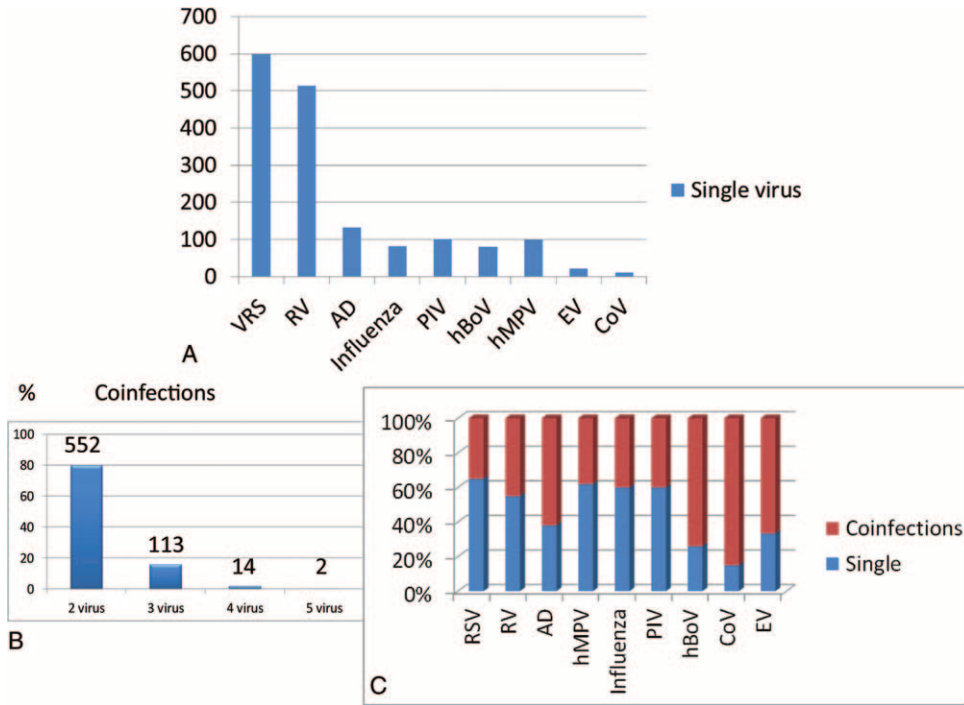 700
600
500
400
300
200
100
0
VRS RV AD Influenza PIV hBoV hMPV EV CoV
Single virus
A
% Coinfections
100
80
60
40
20
0
552
113
14
2
2 virus 3 virus 4 virus 5 virus
B
100%
80%
60%
40%
20%
0%
RSV RV AD hMPV Influenza PIV hBoV CoV EV
Coinfections
Single
C